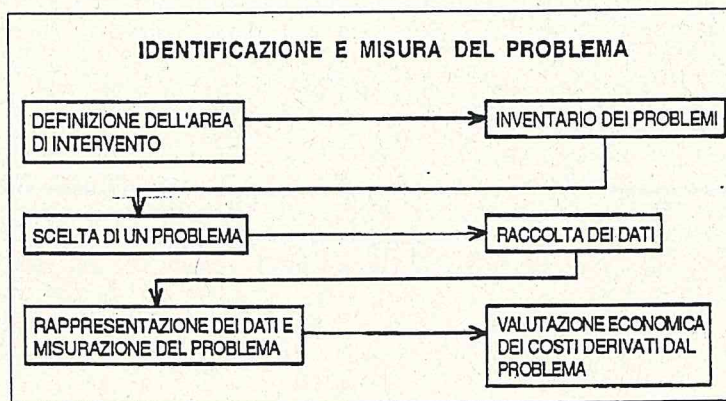 IDENTIFICAZIONE E MISURA DEL PROBLEMA
DEFINIZIONE DELL'AREA
DI INTERVENTO
INVENTARIO DEI PROBLEMI
SCELTA DI UN PROBLEMA
RACCOLTA DEI DATI
RAPPRESENTAZIONE DEI DATI E
MISURAZIONE DEL PROBLEMA
VALUTAZIONE ECONOMICA
DEI COSTI DERIVATI DAL
PROBLEMA